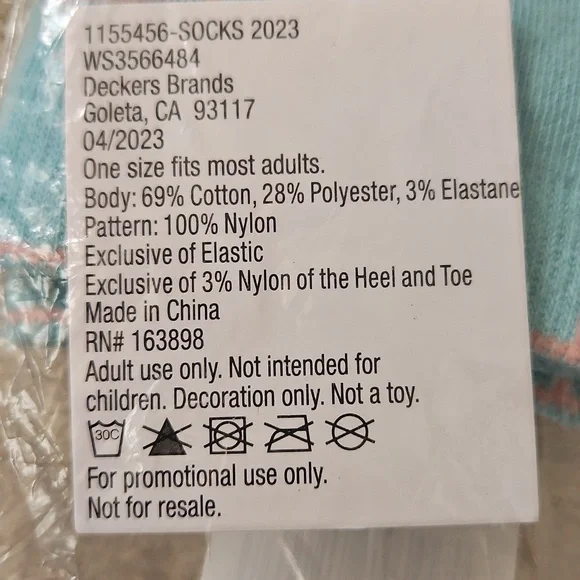 1155456-SOCKS 2023
WS3566484
Deckers Brands
Goleta, CA 93117
04/2023
One size fits most adults.
Body: 69% Cotton, 28% Polyester, 3% Elastane
Pattern: 100% Nylon
Exclusive of Elastic
Exclusive of 3% Nylon of the Heel and Toe
Made in China
RN# 163898
Adult use only. Not intended for
children. Decoration only. Not a toy.
30C
For promotional use only.
Not for resale.